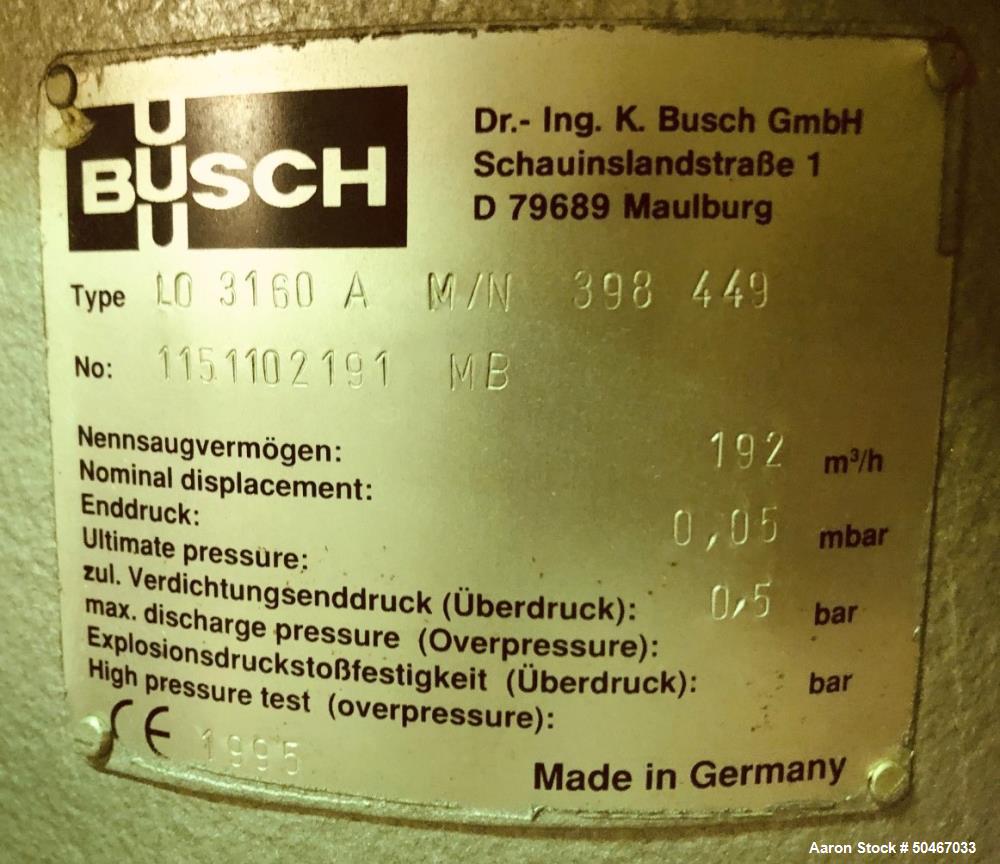 BUSCH
Dr.- Ing. K. Busch GmbH
Schauinslandstraße 1
D 79689 Maulburg
Type LO 3160 A M/N 398 449
No: 1151102191 MB
Nennsaugvermögen:
Nominal displacement: 192 m³/h
Enddruck:
Ultimate pressure: 0,05 mbar
zul. Verdichtungsenddruck (Überdruck): 0,5 bar
max. discharge pressure (Overpressure):
Explosionsdruckstoßfestigkeit (Überdruck): bar
High pressure test (overpressure):
CE 1995
Made in Germany
Aaron Stock # 50467033